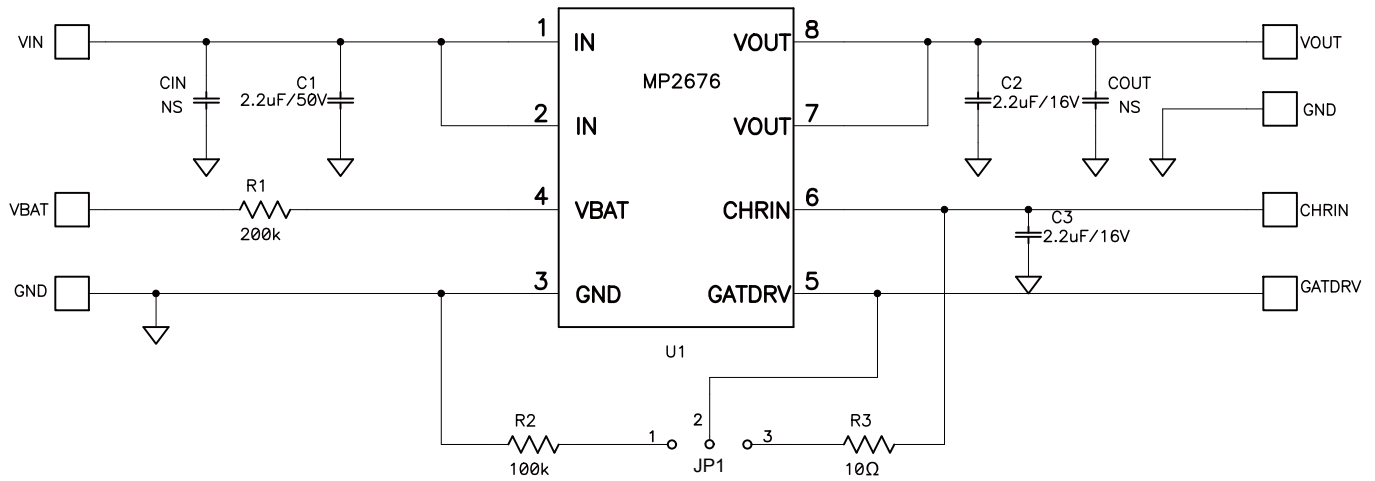 VIN
1
IN
MP2676
VOUT
8
VOUT
CIN
NS
C1
2.2uF/50V
C2
2.2uF/16V
COUT
NS
GND
2
IN
VOUT
7
VBAT
R1
200k
4
VBAT
CHRIN
6
CHRIN
C3
2.2uF/16V
GND
3
GND
GATDRV
5
GATDRV
U1
R2
100k
1
2
3
JP1
R3
10Ω